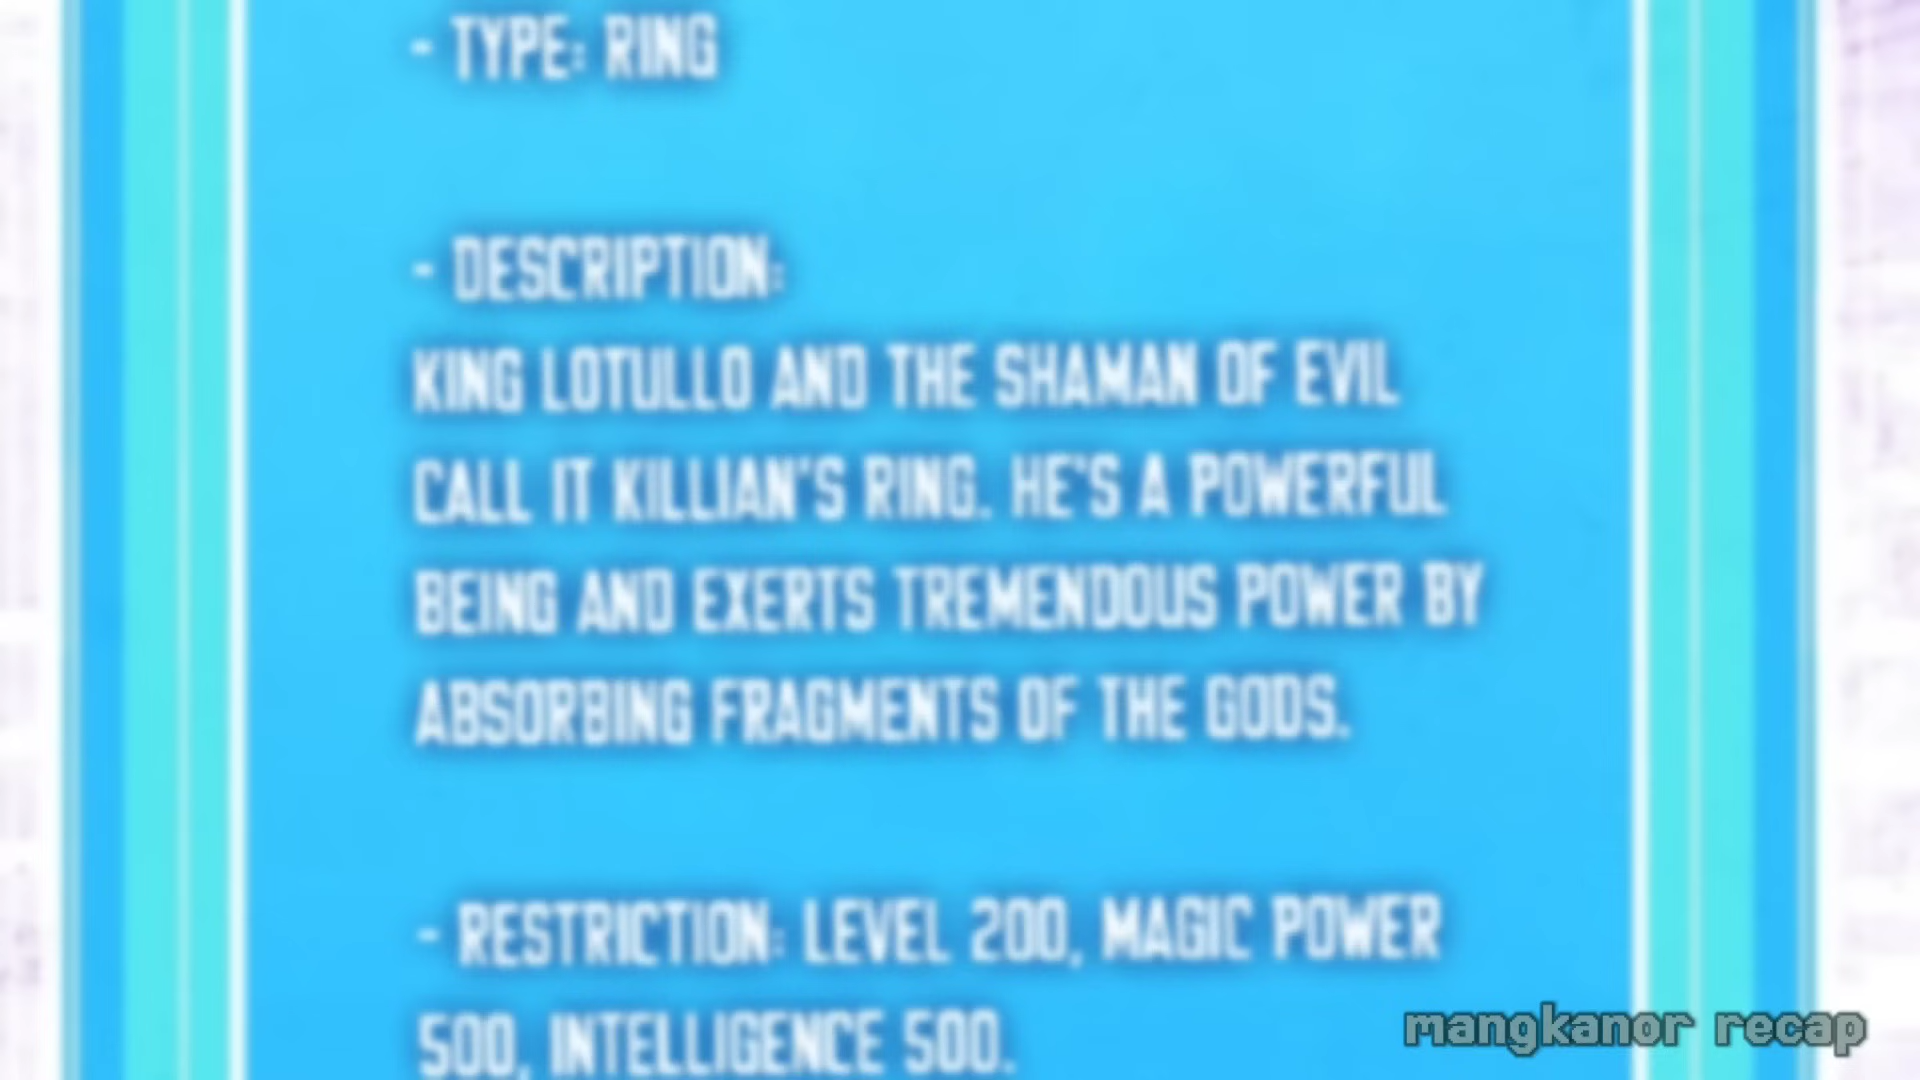 - TYPE: RING
- DESCRIPTION:
KING LOTULLO AND THE SHAMAN OF EVIL
CALL IT KILLIAN'S RING. HE'S A POWERFUL
BEING AND EXERTS TREMENDOUS POWER BY
ABSORBING FRAGMENTS OF THE GODS.
- RESTRICTION: LEVEL 200, MAGIC POWER
500, INTELLIGENCE 500.
mangkanor recap